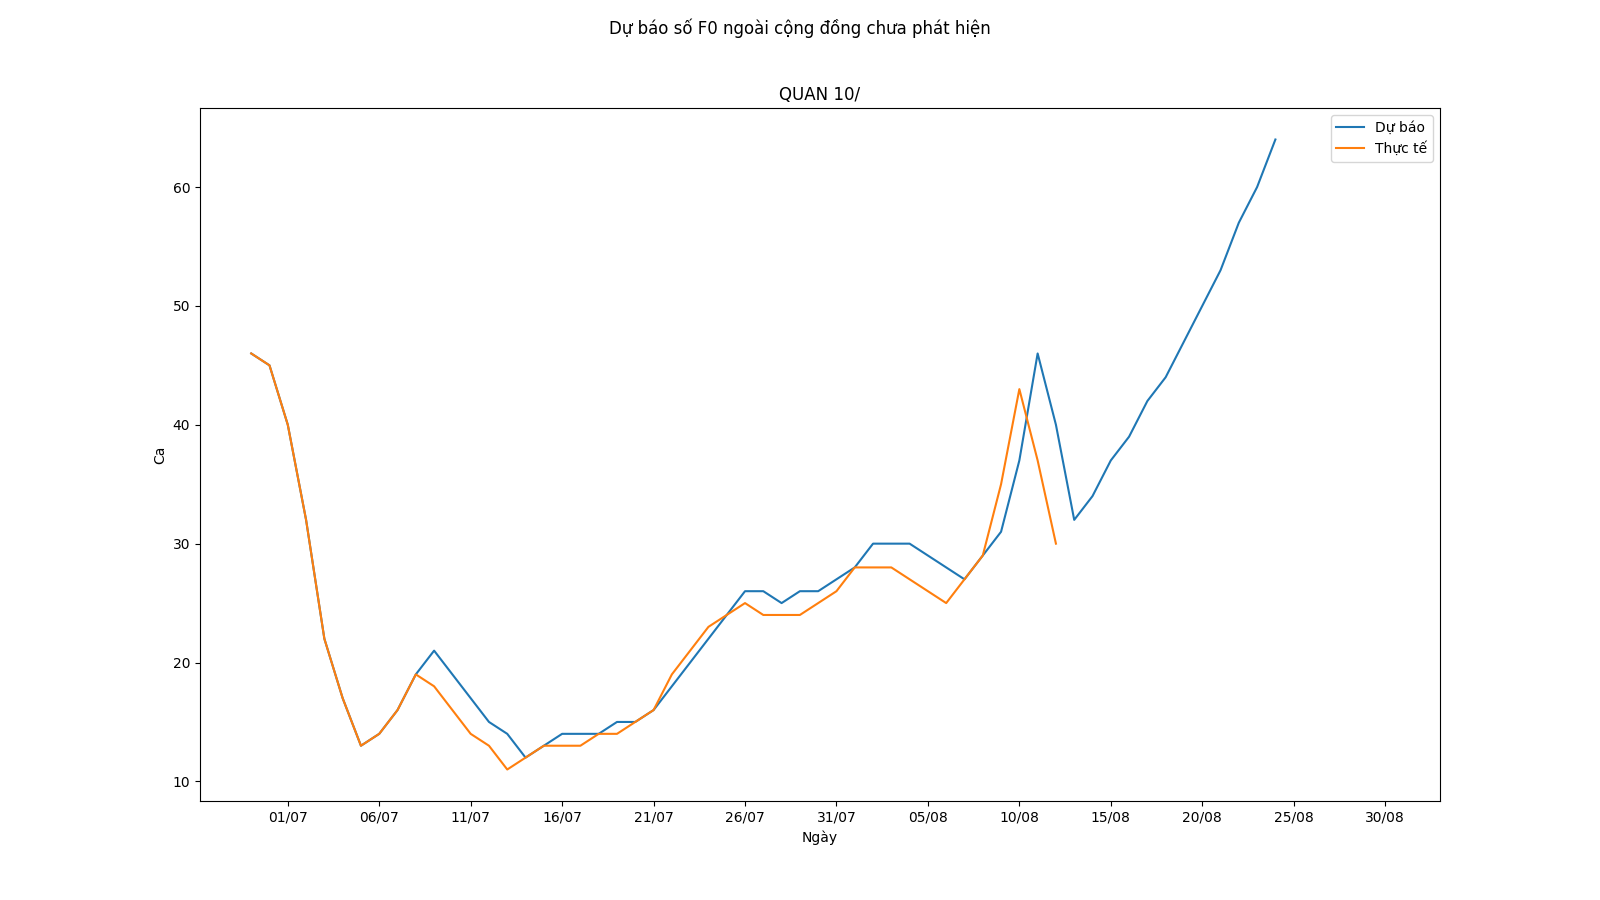 Dự báo số F0 ngoài cộng đồng chưa phát hiện
QUAN 10/
Dự báo
Thực tế
60
50
40
30
20
10
Ca
01/07 06/07 11/07 16/07 21/07 26/07 31/07 05/08 10/08 15/08 20/08 25/08 30/08
Ngày